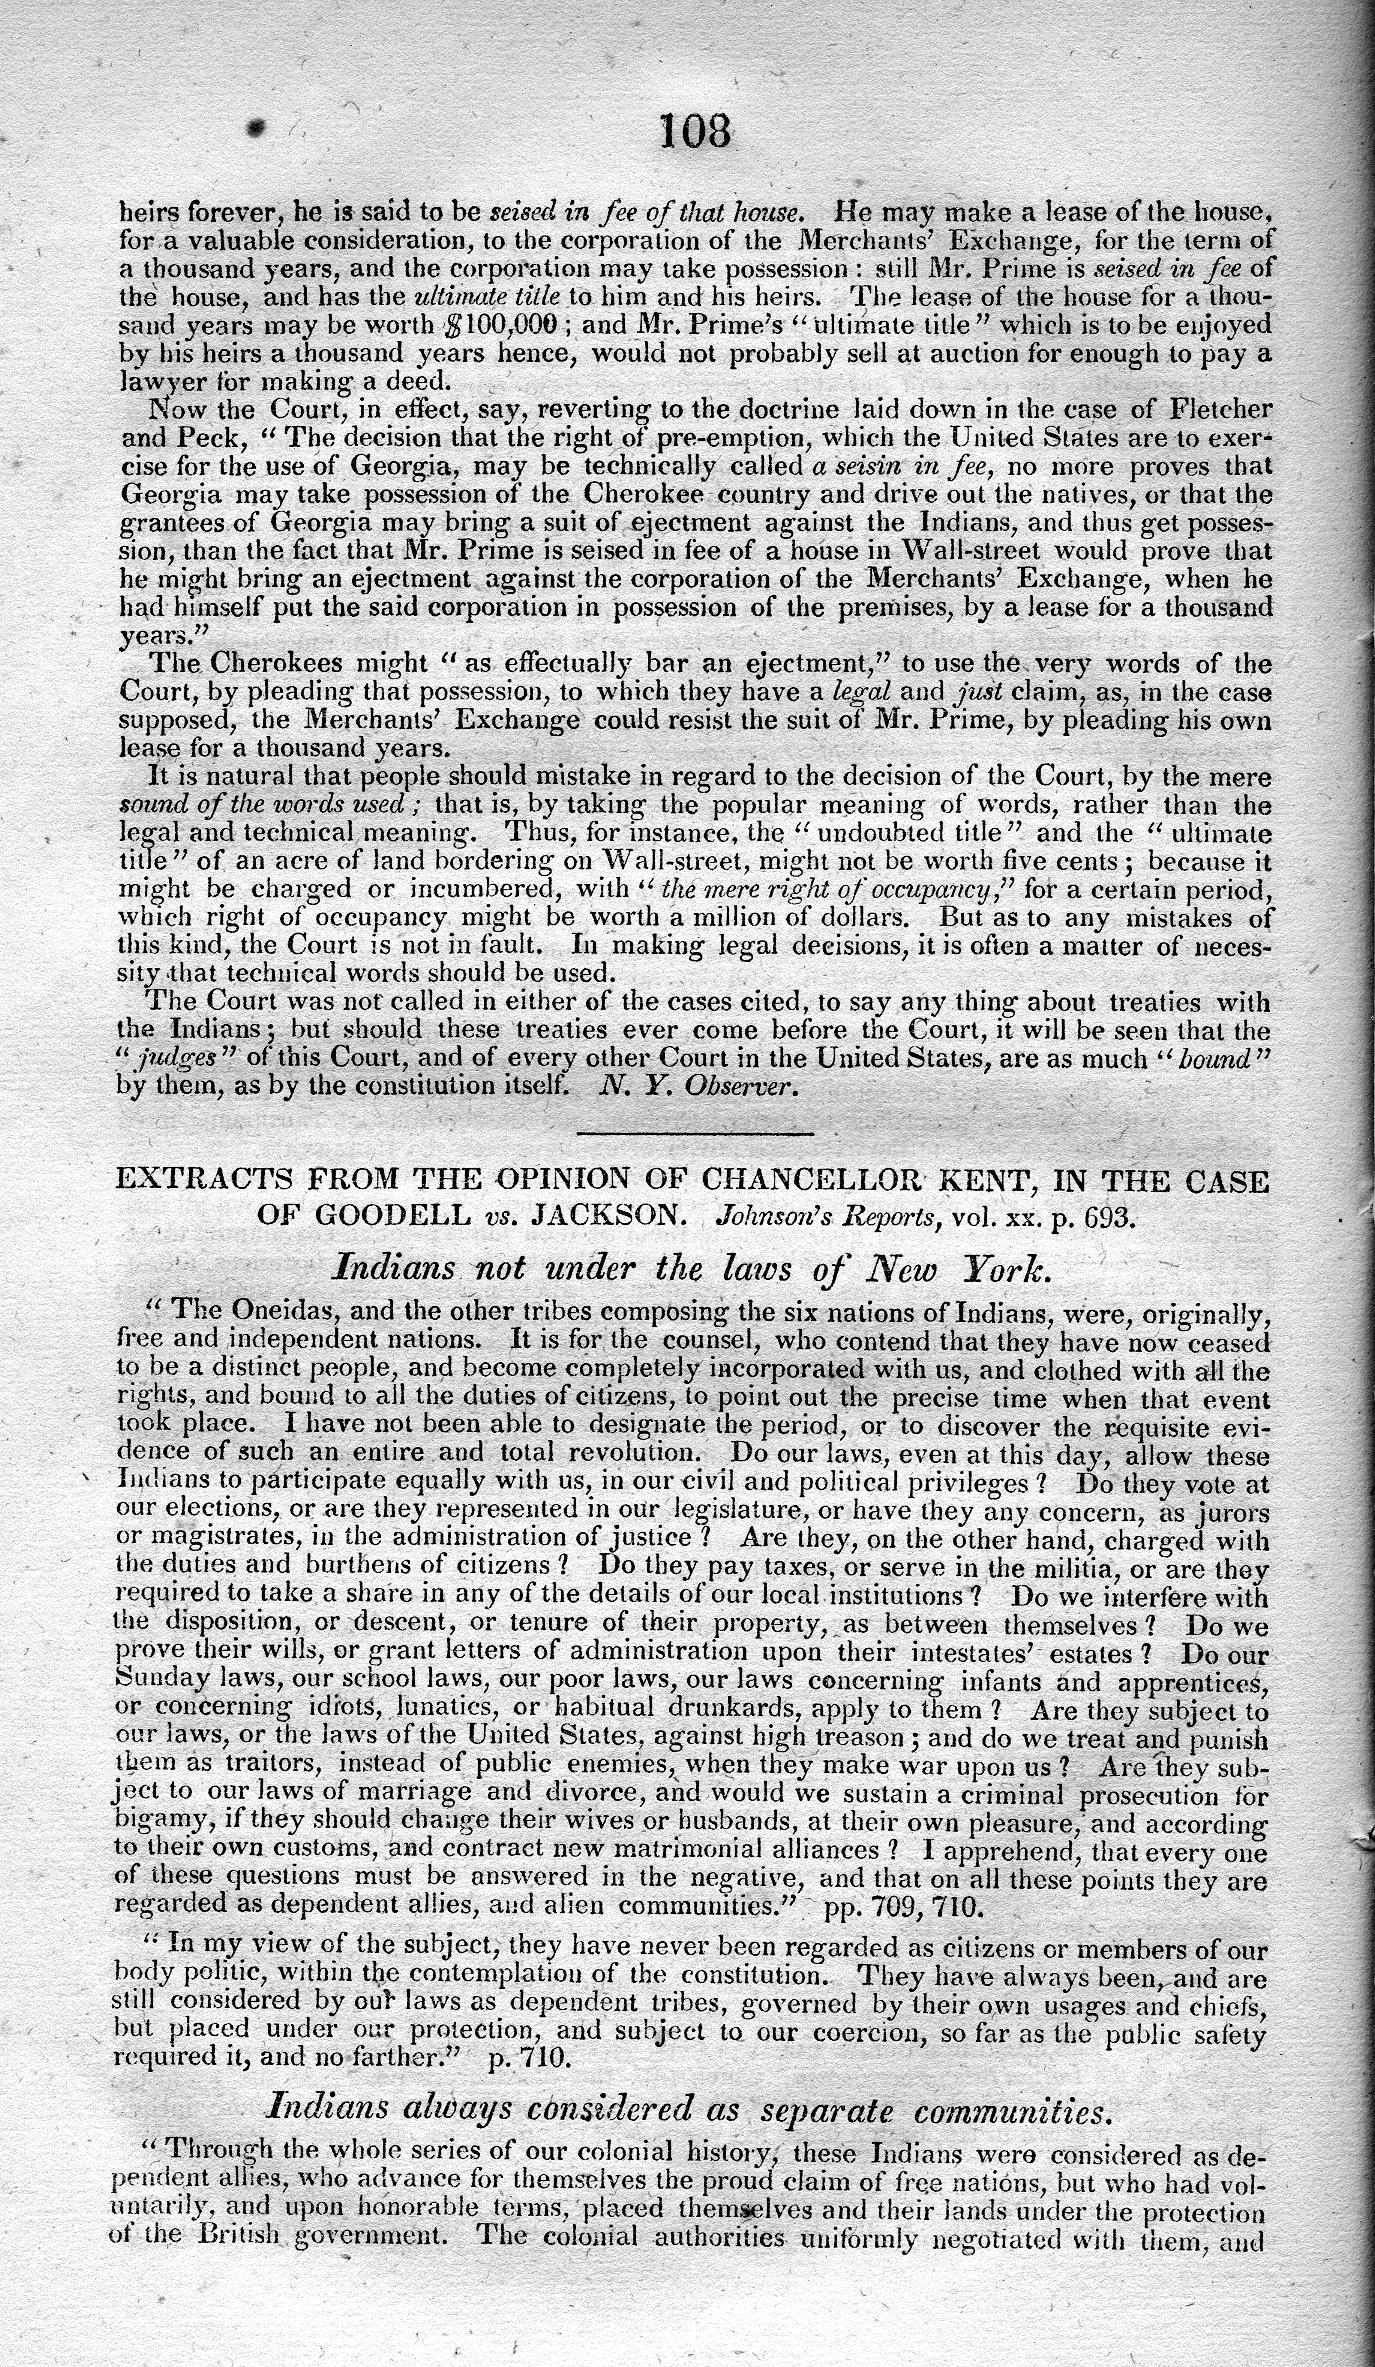 108
heirs forever, he is said to be seised in fee of that house. He may make a lease of the house,
for a valuable consideration, to the corporation of the Merchants' Exchange, for the term of
a thousand years, and the corporation may take possession: still Mr. Prime is seised in fee of
the house, and has the ultimate title to him and his heirs. The lease of the house for a thou-
sand years may be worth $100,000; and Mr. Prime's "ultimate title" which is to be enjoyed
by his heirs a thousand years hence, would not probably sell at auction for enough to pay a
lawyer for making a deed.
Now the Court, in effect, say, reverting to the doctrine laid down in the case of Fletcher
and Peck, "The decision that the right of pre-emption, which the United States are to exer-
cise for the use of Georgia, may be technically called a seisin in fee, no more proves that
Georgia may take possession of the Cherokee country and drive out the natives, or that the
grantees of Georgia may bring a suit of ejectment against the Indians, and thus get posses-
sion, than the fact that Mr. Prime is seised in fee of a house in Wall-street would prove that
he might bring an ejectment against the corporation of the Merchants' Exchange, when he
had himself put the said corporation in possession of the premises, by a lease for a thousand
years."
The Cherokees might "as effectually bar an ejectment," to use the very words of the
Court, by pleading that possession, to which they have a legal and just claim, as, in the case
supposed, the Merchants' Exchange could resist the suit of Mr. Prime, by pleading his own
lease for a thousand years.
It is natural that people should mistake in regard to the decision of the Court, by the mere
sound of the words used; that is, by taking the popular meaning of words, rather than the
legal and technical meaning. Thus, for instance, the "undoubted title" and the "ultimate
title" of an acre of land bordering on Wall-street, might not be worth five cents; because it
might be charged or incumbered, with "the mere right of occupancy," for a certain period,
which right of occupancy might be worth a million of dollars. But as to any mistakes of
this kind, the Court is not in fault. In making legal decisions, it is often a matter of neces-
sity that technical words should be used.
The Court was not called in either of the cases cited, to say any thing about treaties with
the Indians; but should these treaties ever come before the Court, it will be seen that the
"judges" of this Court, and of every other Court in the United States, are as much "bound"
by them, as by the constitution itself. N. Y. Observer.
EXTRACTS FROM THE OPINION OF CHANCELLOR KENT, IN THE CASE
OF GOODELL vs. JACKSON. Johnson's Reports, vol. xx. p. 693.
Indians not under the laws of New York.
"The Oneidas, and the other tribes composing the six nations of Indians, were, originally,
free and independent nations. It is for the counsel, who contend that they have now ceased
to be a distinct people, and become completely incorporated with us, and clothed with all the
rights, and bound to all the duties of citizens, to point out the precise time when that event
took place. I have not been able to designate the period, or to discover the requisite evi-
dence of such an entire and total revolution. Do our laws, even at this day, allow these
Indians to participate equally with us, in our civil and political privileges? Do they vote at
our elections, or are they represented in our legislature, or have they any concern, as jurors
or magistrates, in the administration of justice? Are they, on the other hand, charged with
the duties and burthens of citizens? Do they pay taxes, or serve in the militia, or are they
required to take a share in any of the details of our local institutions? Do we interfere with
the disposition, or descent, or tenure of their property, as between themselves? Do we
prove their wills, or grant letters of administration upon their intestates' estates? Do our
Sunday laws, our school laws, our poor laws, our laws concerning infants and apprentices,
or concerning idiots, lunatics, or habitual drunkards, apply to them? Are they subject to
our laws, or the laws of the United States, against high treason; and do we treat and punish
them as traitors, instead of public enemies, when they make war upon us? Are they sub-
ject to our laws of marriage and divorce, and would we sustain a criminal prosecution for
bigamy, if they should change their wives or husbands, at their own pleasure, and according
to their own customs, and contract new matrimonial alliances? I apprehend, that every one
of these questions must be answered in the negative, and that on all these points they are
regarded as dependent allies, and alien communities." pp. 709, 710.
"In my view of the subject, they have never been regarded as citizens or members of our
body politic, within the contemplation of the constitution. They have always been, and are
still considered by our laws as dependent tribes, governed by their own usages and chiefs,
but placed under our protection, and subject to our coercion, so far as the public safety
required it, and no farther." p. 710.
Indians always considered as separate communities.
"Through the whole series of our colonial history, these Indians were considered as de-
pendent allies, who advance for themselves the proud claim of free nations, but who had vol-
untarily, and upon honorable terms, placed themselves and their lands under the protection
of the British government. The colonial authorities uniformly negotiated with them, and